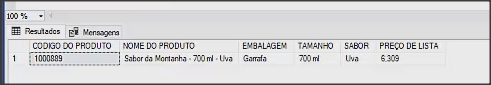 100 %
Resultados Mensagens
CODIGO DO PRODUTO NOME DO PRODUTO EMBALAGEM TAMANHO SABOR PREÇO DE LISTA
1 1000889 Sabor da Montanha - 700 ml - Uva Garrafa 700 ml Uva 6,309